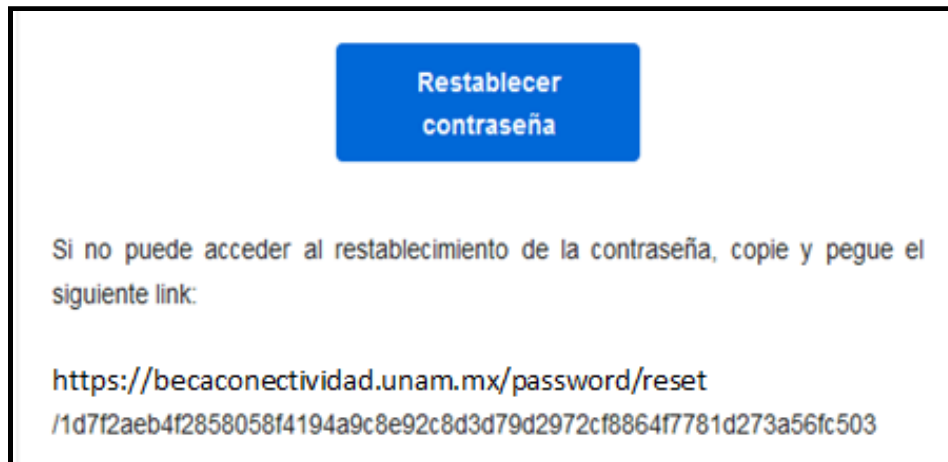 Restablecer
contraseña
Si no puede acceder al restablecimiento de la contraseña, copie y pegue el
siguiente link:
https://becaconectividad.unam.mx/password/reset
/1d7f2aeb4f2858058f4194a9c8e92c8d3d79d2972cf8864f7781d273a56fc503